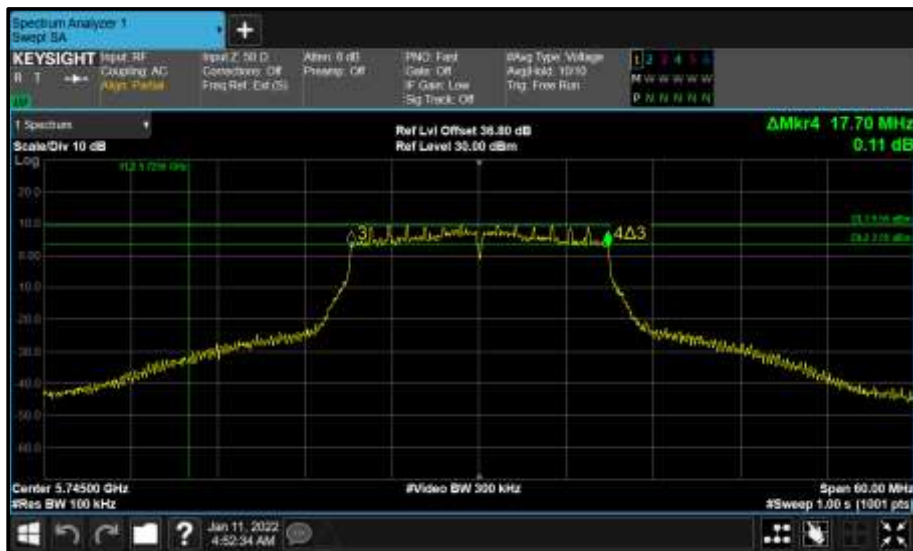 Spectrum Analyzer 1
Swept SA
+
KEYSIGHT
R T
Input: RF
Coupling: AC
Align: Partial
Input Z: 50 Ω
Corrections: Off
Freq Ref: Ext (S)
Atten: 6 dB
Preamp: Off
PNO: Fast
Gate: Off
IF Gain: Low
Sig Track: Off
#Avg Type: Voltage
Avg|Hold: 10/10
Trig: Free Run
1 2 3 4 5 6
M W W W W W
P N N N N N
1 Spectrum
Scale/Div 10 dB
Ref Lvl Offset 36.80 dB
Ref Level 30.00 dBm
ΔMkr4 17.70 MHz
0.11 dB
Log
20.0
10.0
3
4Δ3
0.00
-10.0
-20.0
-30.0
-40.0
-50.0
-60.0
Center 5.74500 GHz
#Res BW 100 kHz
#Video BW 300 kHz
Span 60.00 MHz
#Sweep 1.00 s (1001 pts)
?
Jan 11, 2022
4:52:34 AM